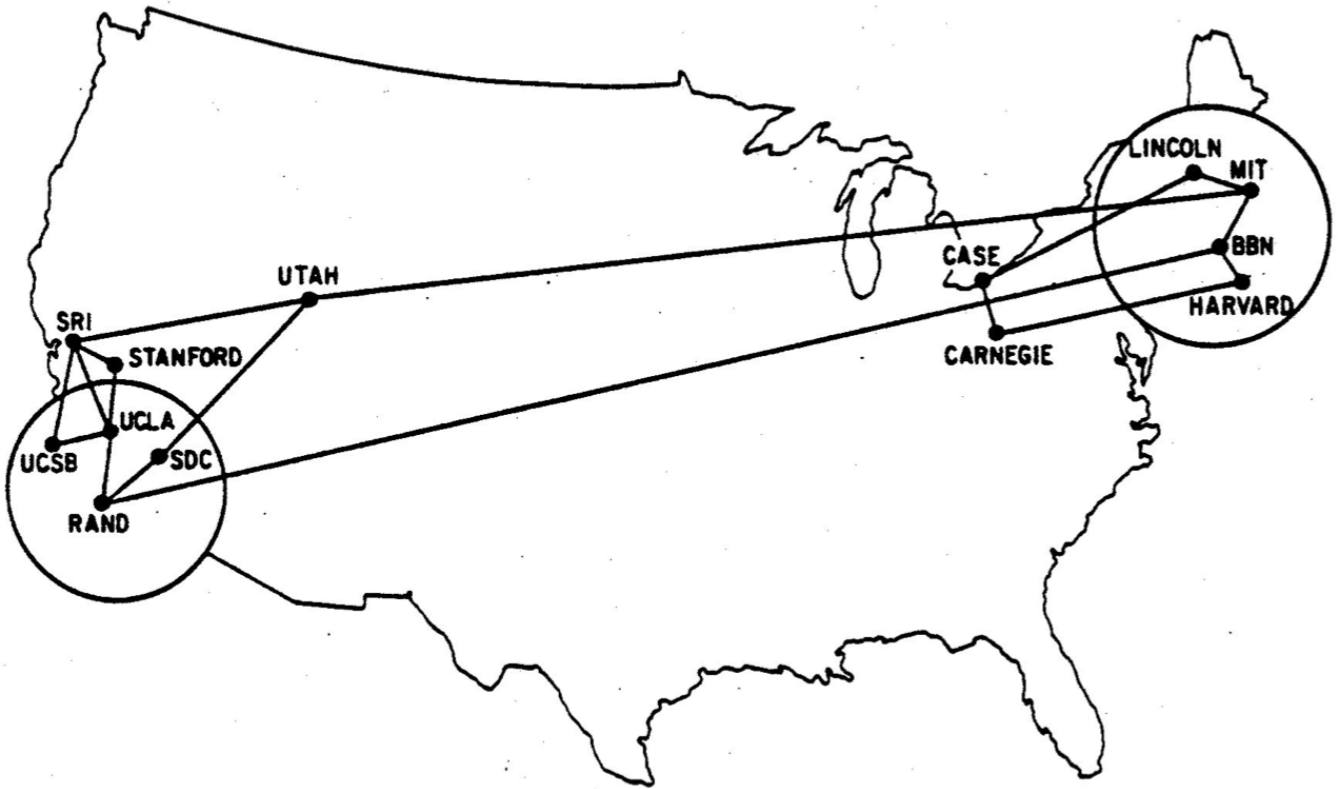 LINCOLN
MIT
BBN
HARVARD
CASE
CARNEGIE
UTAH
SRI
STANFORD
UCLA
UCSB
SDC
RAND